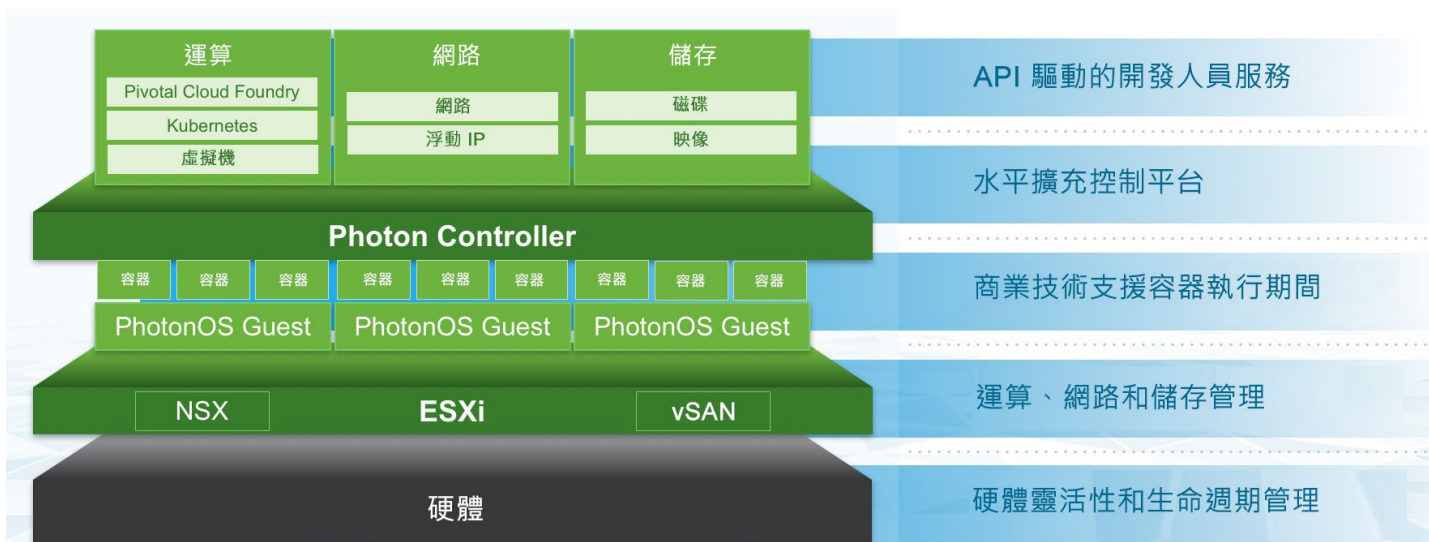 運算
Pivotal Cloud Foundry
Kubernetes
虛擬機
網路
網路
浮動 IP
儲存
磁碟
映像
API 驅動的開發人員服務
水平擴充控制平台
Photon Controller
容器 容器 容器 容器 容器 容器 容器 容器 容器
商業技術支援容器執行期間
PhotonOS Guest PhotonOS Guest PhotonOS Guest
NSX ESXi vSAN
運算、網路和儲存管理
硬體
硬體靈活性和生命週期管理